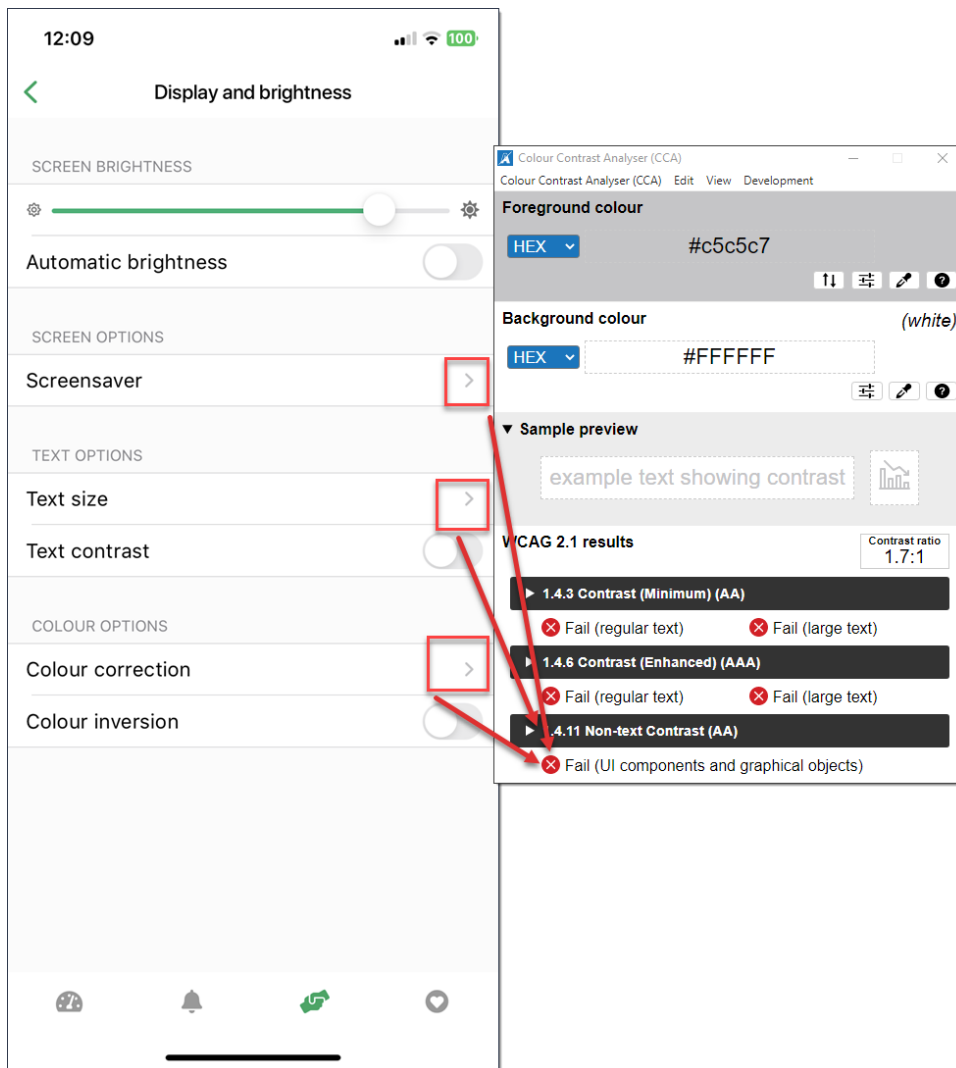 12:09
100
Display and brightness
SCREEN BRIGHTNESS
Automatic brightness
SCREEN OPTIONS
Screensaver
TEXT OPTIONS
Text size
Text contrast
COLOUR OPTIONS
Colour correction
Colour inversion
Colour Contrast Analyser (CCA)
Colour Contrast Analyser (CCA) Edit View Development
Foreground colour
HEX #c5c5c7
?
Background colour (white)
HEX #FFFFFF
?
Sample preview
example text showing contrast
WCAG 2.1 results
Contrast ratio
1.7:1
1.4.3 Contrast (Minimum) (AA)
Fail (regular text) Fail (large text)
1.4.6 Contrast (Enhanced) (AAA)
Fail (regular text) Fail (large text)
1.4.11 Non-text Contrast (AA)
Fail (UI components and graphical objects)